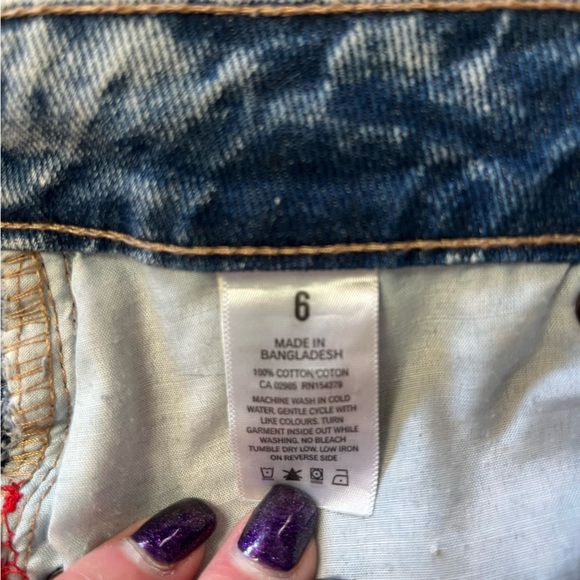 6
MADE IN
BANGLADESH
100% COTTON/COTON
CA 02905 RN154379
MACHINE WASH IN COLD
WATER. GENTLE CYCLE WITH
LIKE COLOURS. TURN
GARMENT INSIDE OUT WHILE
WASHING. NO BLEACH
TUMBLE DRY LOW. LOW IRON
ON REVERSE SIDE